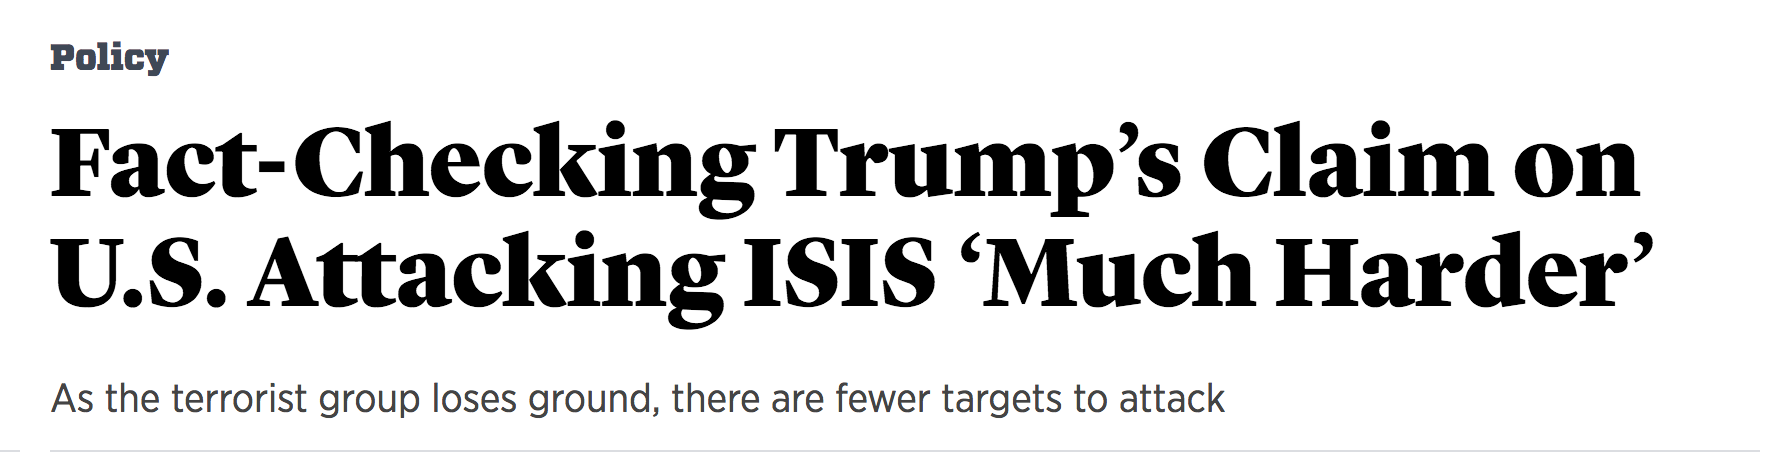 Policy
Fact-Checking Trump’s Claim on
U.S. Attacking ISIS ‘Much Harder’
As the terrorist group loses ground, there are fewer targets to attack